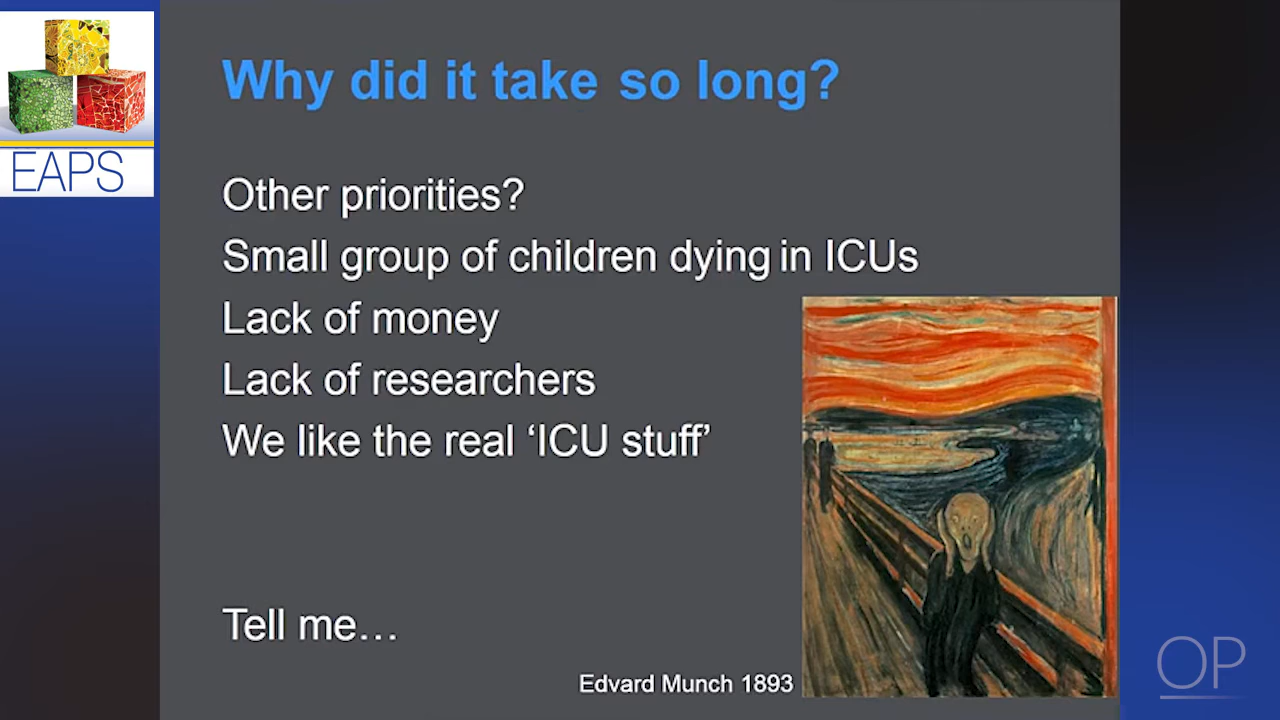 EAPS
Why did it take so long?
Other priorities?
Small group of children dying in ICUs
Lack of money
Lack of researchers
We like the real ‘ICU stuff’
Tell me…
Edvard Munch 1893
OP